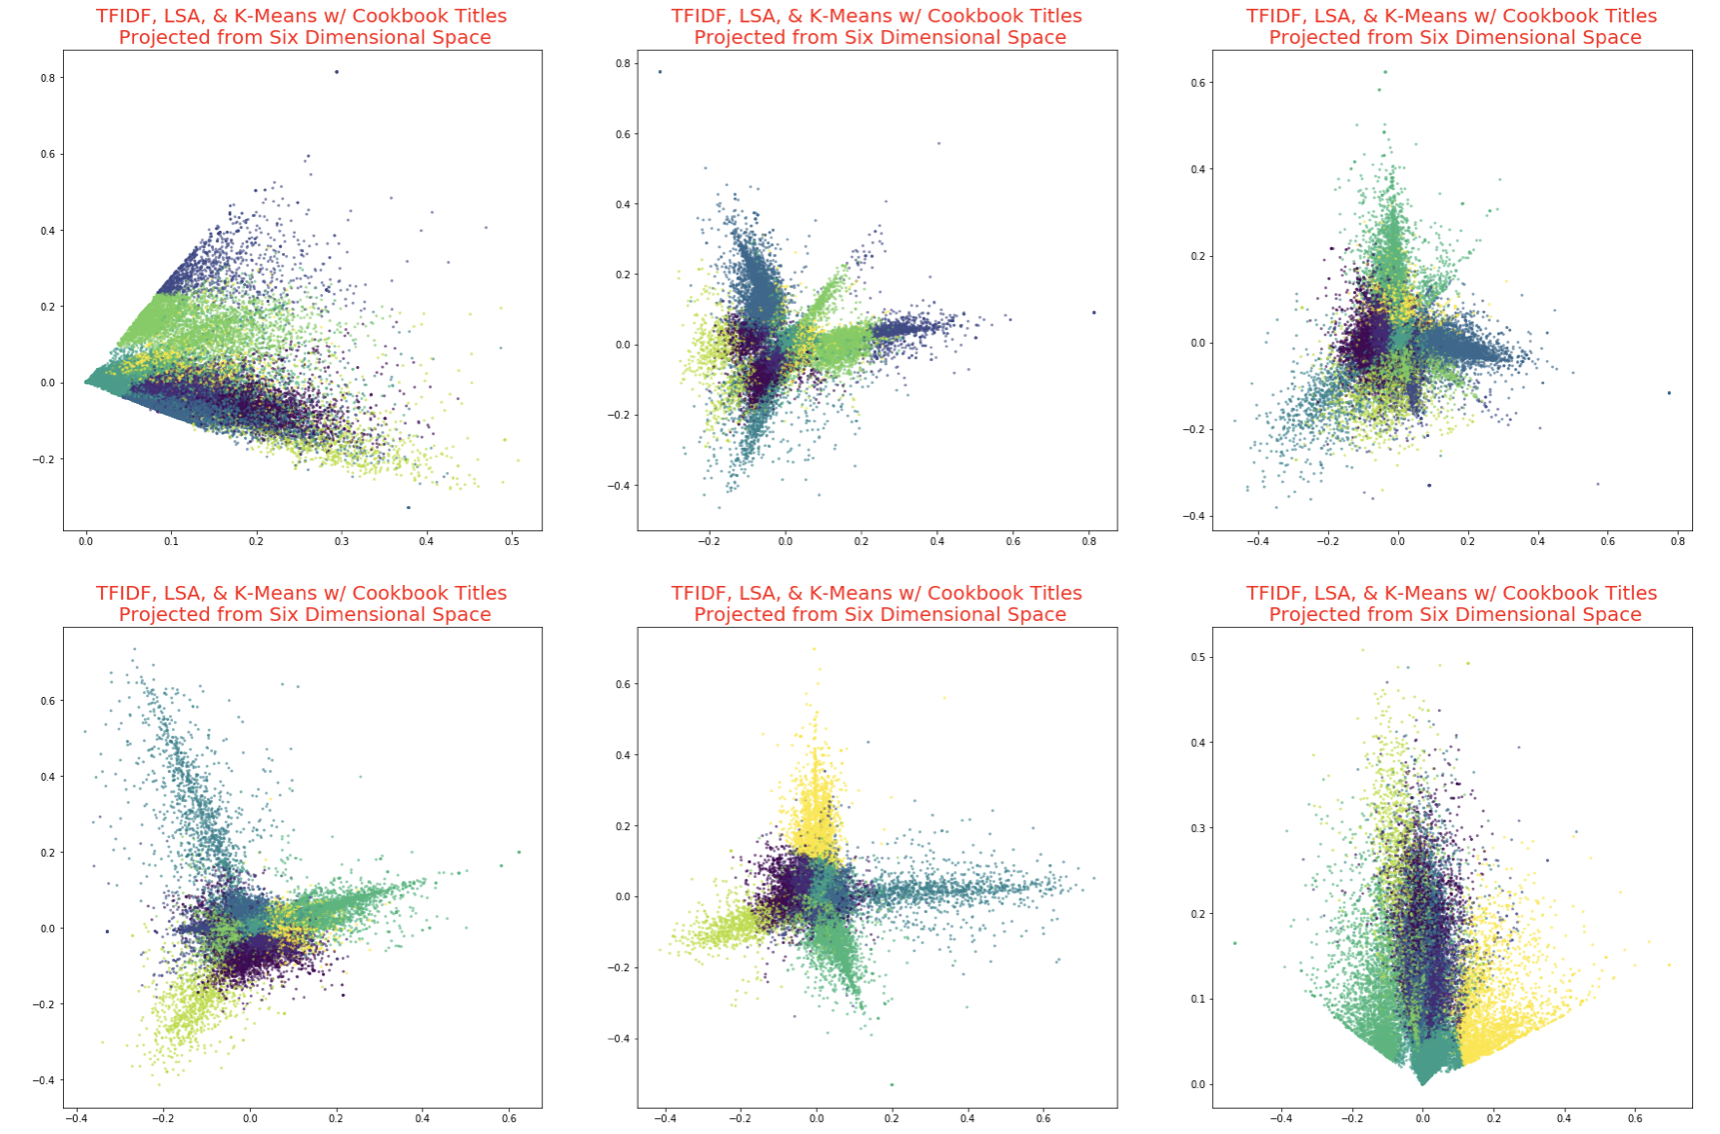 TFIDF, LSA, & K-Means w/ Cookbook Titles
Projected from Six Dimensional Space
0.8
0.6
0.4
0.2
0.0
−0.2
0.0 0.1 0.2 0.3 0.4 0.5
TFIDF, LSA, & K-Means w/ Cookbook Titles
Projected from Six Dimensional Space
0.8
0.6
0.4
0.2
0.0
−0.2
−0.4
−0.2 0.0 0.2 0.4 0.6 0.8
TFIDF, LSA, & K-Means w/ Cookbook Titles
Projected from Six Dimensional Space
0.6
0.4
0.2
0.0
−0.2
−0.4
−0.4 −0.2 0.0 0.2 0.4 0.6 0.8
TFIDF, LSA, & K-Means w/ Cookbook Titles
Projected from Six Dimensional Space
0.6
0.4
0.2
0.0
−0.2
−0.4
−0.4 −0.2 0.0 0.2 0.4 0.6
TFIDF, LSA, & K-Means w/ Cookbook Titles
Projected from Six Dimensional Space
0.6
0.4
0.2
0.0
−0.2
−0.4
−0.4 −0.2 0.0 0.2 0.4 0.6
TFIDF, LSA, & K-Means w/ Cookbook Titles
Projected from Six Dimensional Space
0.5
0.4
0.3
0.2
0.1
0.0
−0.4 −0.2 0.0 0.2 0.4 0.6